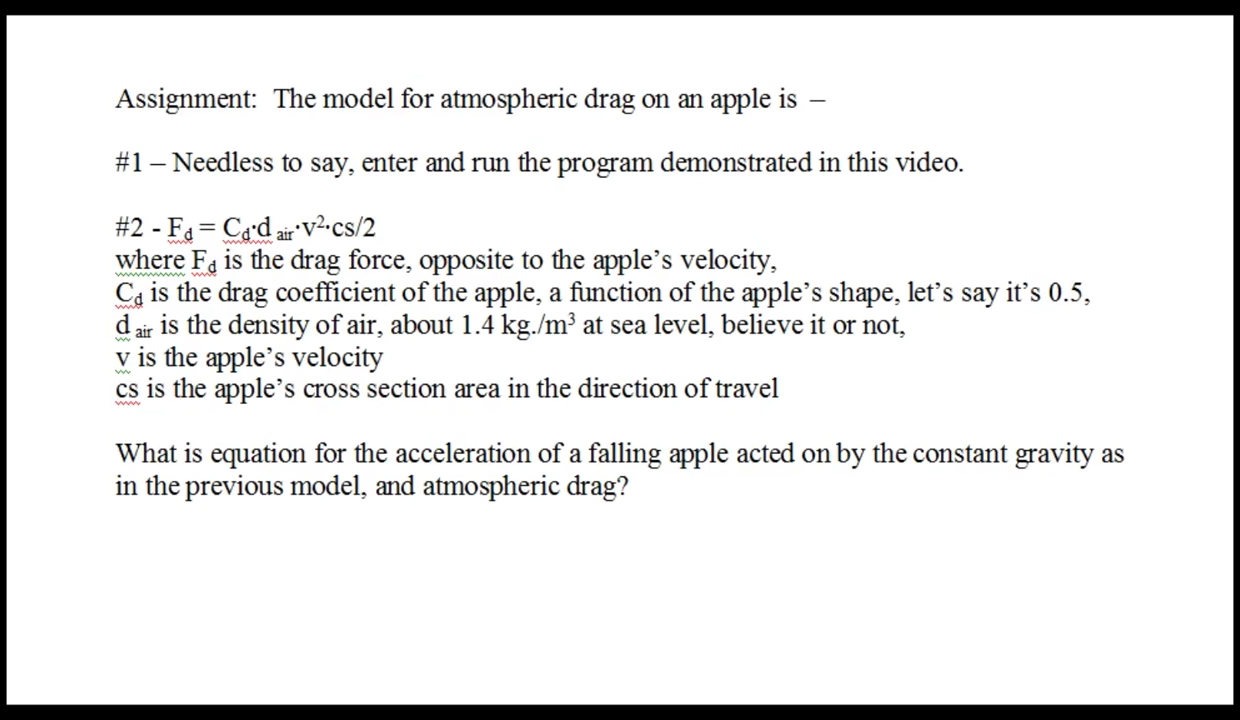 Assignment:  The model for atmospheric drag on an apple is  –
#1 – Needless to say, enter and run the program demonstrated in this video.
#2 - Fd = Cd·d air·v²·cs/2
where Fd is the drag force, opposite to the apple’s velocity,
Cd is the drag coefficient of the apple, a function of the apple’s shape, let’s say it’s 0.5,
d air is the density of air, about 1.4 kg./m³ at sea level, believe it or not,
v is the apple’s velocity
cs is the apple’s cross section area in the direction of travel
What is equation for the acceleration of a falling apple acted on by the constant gravity as
in the previous model, and atmospheric drag?